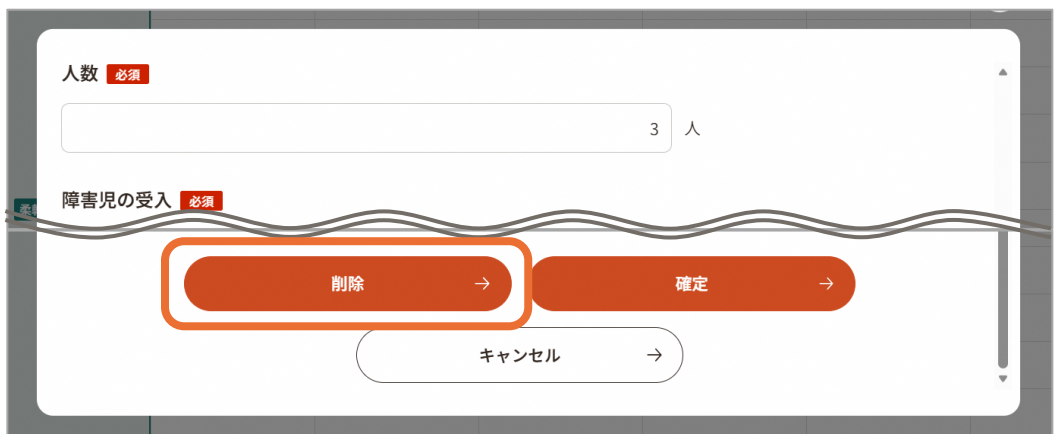 人数 必須
3 人
障害児の受入 必須
削除 →
確定 →
キャンセル →